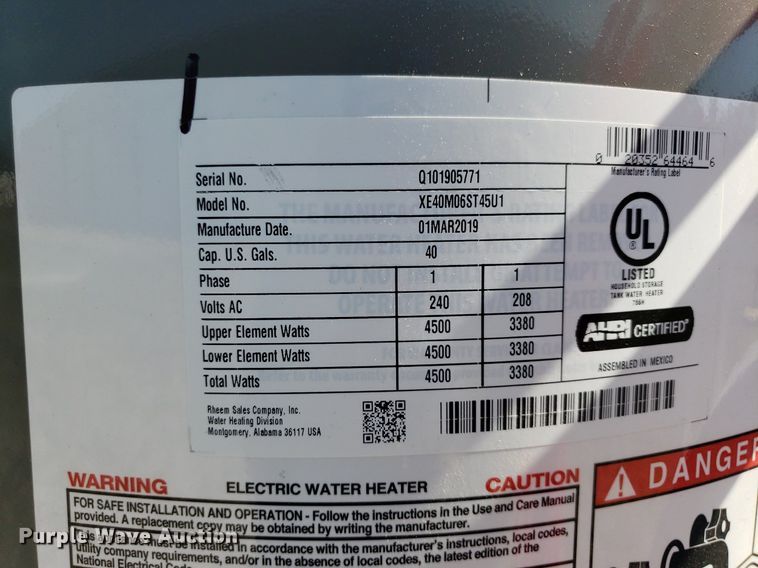 0 20352 64464 6
Manufacturer's Rating Label
Serial No. Q101905771
Model No. XE40M06ST45U1
Manufacture Date. 01MAR2019
Cap. U.S. Gals. 40
Phase 1 1
Volts AC 240 208
Upper Element Watts 4500 3380
Lower Element Watts 4500 3380
Total Watts 4500 3380
UL
LISTED
HOUSEHOLD STORAGE
TANK WATER HEATER
766H
AHRI CERTIFIED®
ASSEMBLED IN MEXICO
Rheem Sales Company, Inc.
Water Heating Division
Montgomery, Alabama 36117 USA
WARNING ELECTRIC WATER HEATER CAUTION
FOR SAFE INSTALLATION AND OPERATION - Follow the instructions in the Use and Care Manual
provided. A replacement copy may be obtained by writing the manufacturer.
must be installed in accordance with the manufacturer's instructions, local codes,
utility company requirements, and/or in the absence of local codes, the latest edition of the
National Electrical Code
DANGER
Purple Wave Auction